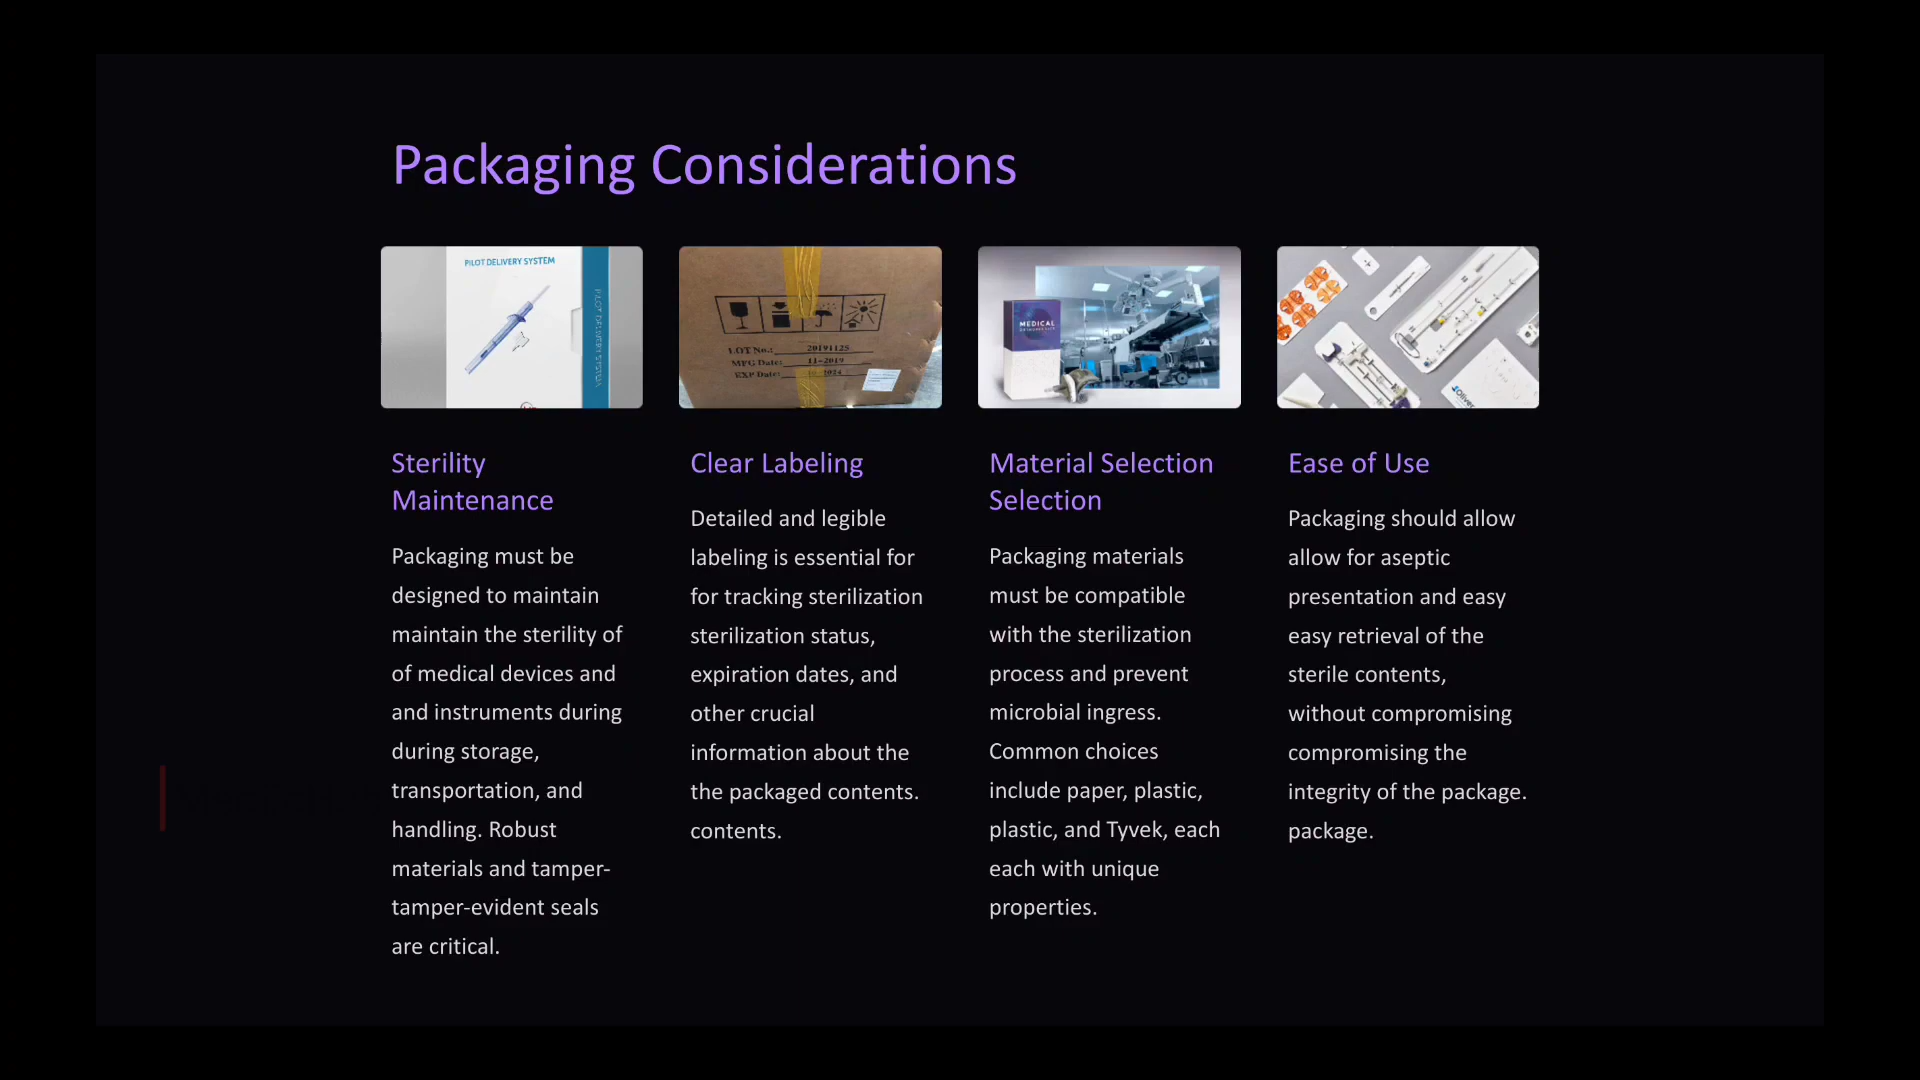 Packaging Considerations
PILOT DELIVERY SYSTEM
PILOT DELIVERY SYSTEM
LOT No.: 20191125
MFG Date: 11-2019
EXP Date: 2024
MEDICAL
Oliver
Sterility
Maintenance
Packaging must be
designed to maintain
maintain the sterility of
of medical devices and
and instruments during
during storage,
transportation, and
handling. Robust
materials and tamper-
tamper-evident seals
are critical.
Clear Labeling
Detailed and legible
labeling is essential for
for tracking sterilization
sterilization status,
expiration dates, and
other crucial
information about the
the packaged contents.
contents.
Material Selection
Selection
Packaging materials
must be compatible
with the sterilization
process and prevent
microbial ingress.
Common choices
include paper, plastic,
plastic, and Tyvek, each
each with unique
properties.
Ease of Use
Packaging should allow
allow for aseptic
presentation and easy
easy retrieval of the
sterile contents,
without compromising
compromising the
integrity of the package.
package.